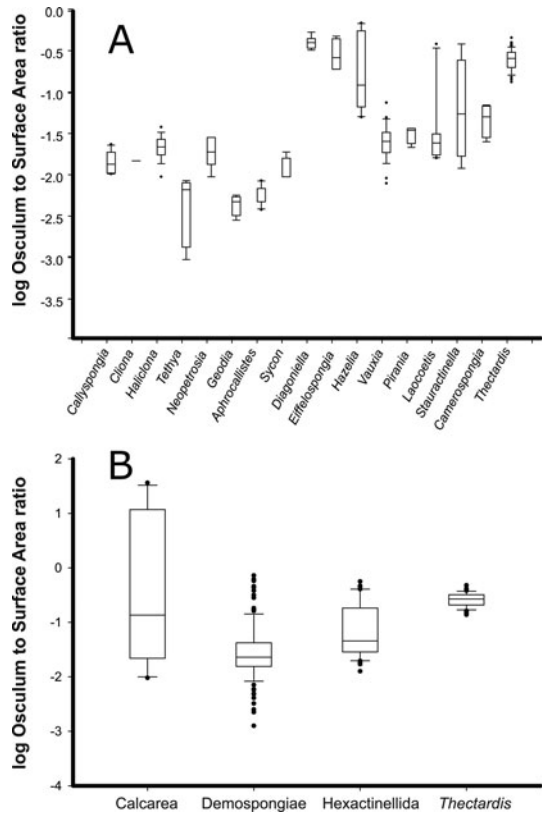 A
log Osculum to Surface Area ratio
0.0
-0.5
-1.0
-1.5
-2.0
-2.5
-3.0
-3.5
Callyspongia
Cliona
Haliclona
Tethya
Neopetrosia
Geodia
Aphrocallistes
Sycon
Diagoniella
Eiffelospongia
Hazelia
Vauxia
Pirania
Laocoetis
Stauractinella
Camerospongia
Thectardis
B
log Osculum to Surface Area ratio
2
1
0
-1
-2
-3
-4
Calcarea Demospongiae Hexactinellida Thectardis